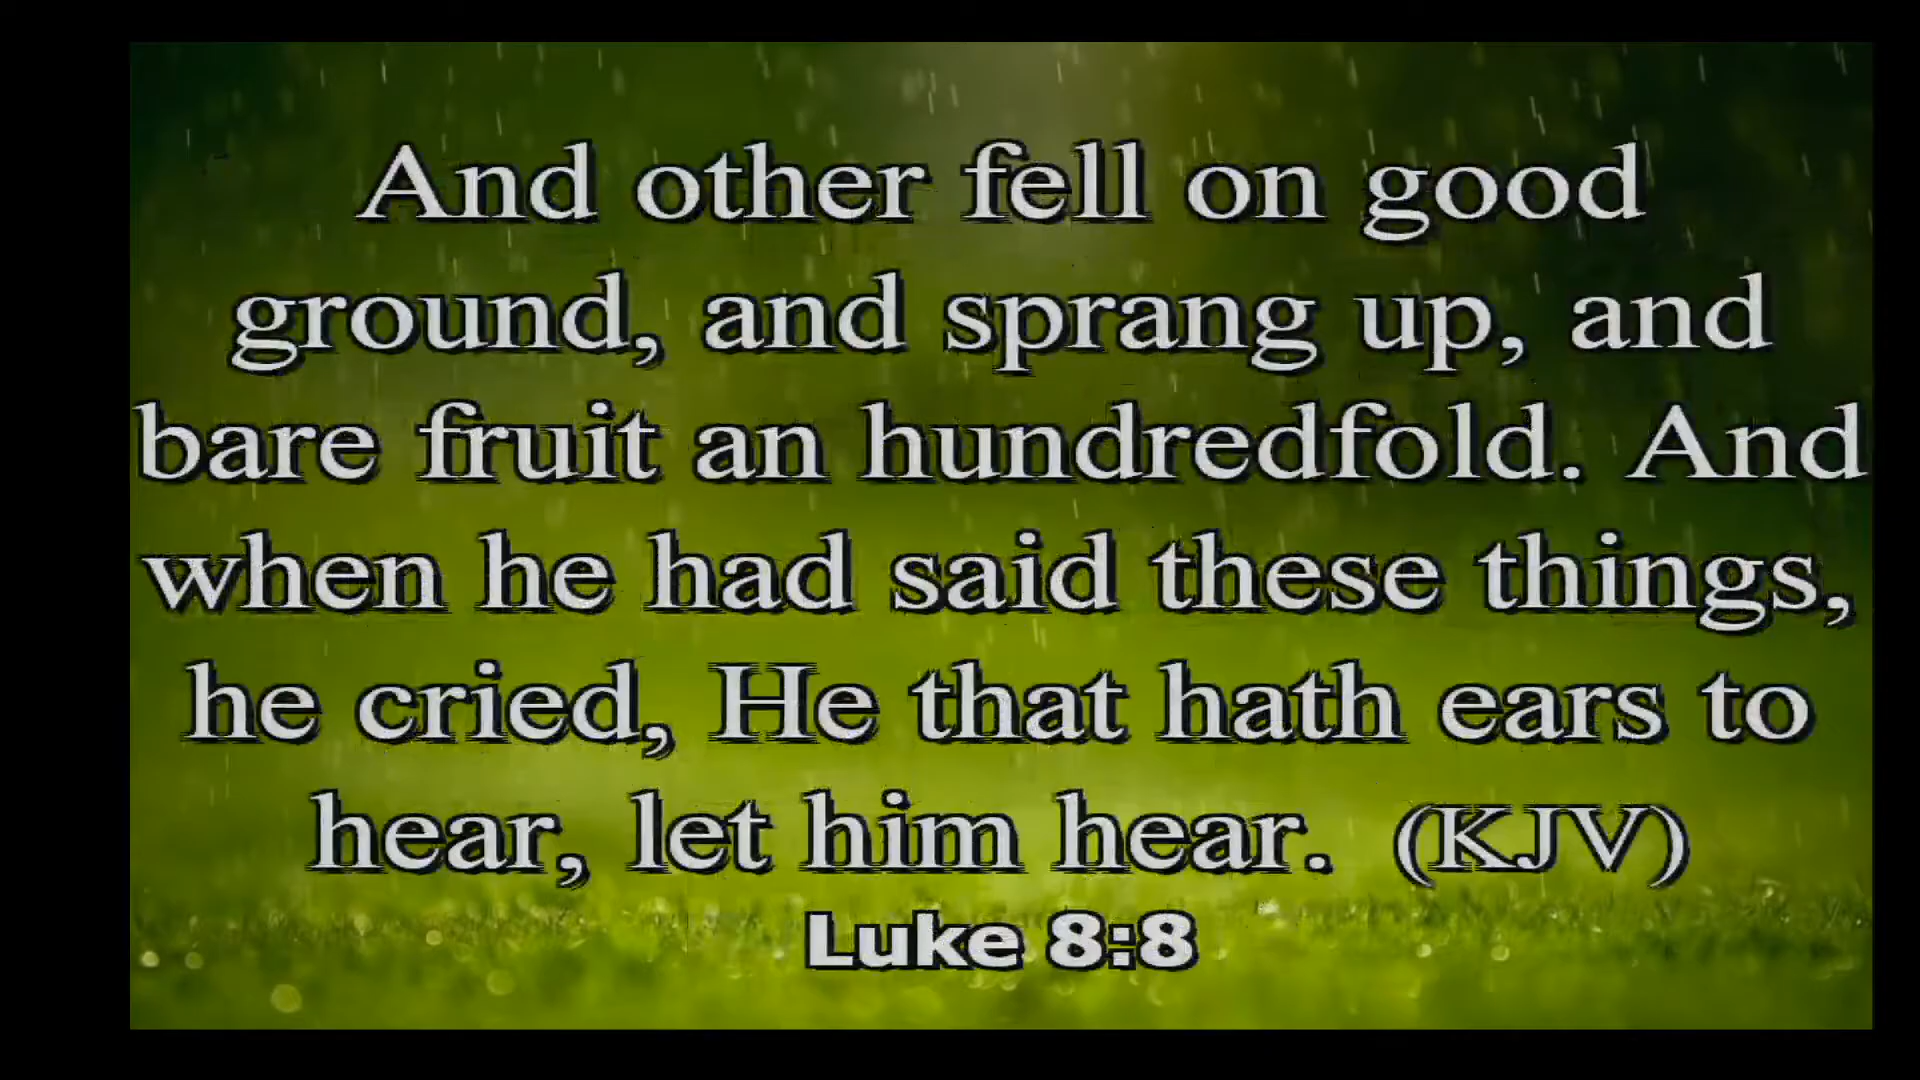 And other fell on good
ground, and sprang up, and
bare fruit an hundredfold. And
when he had said these things,
he cried, He that hath ears to
hear, let him hear. (KJV)
Luke 8:8